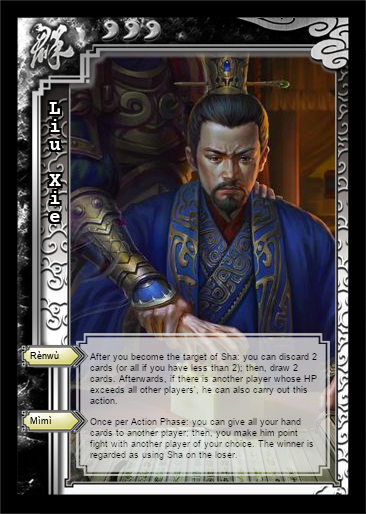 群
Liu Xie
Rènwù
After you become the target of Sha: you can discard 2
cards (or all if you have less than 2); then, draw 2
cards. Afterwards, if there is another player whose HP
exceeds all other players', he can also carry out this
action.
Mìmì
Once per Action Phase: you can give all your hand
cards to another player; then, you make him point
fight with another player of your choice. The winner is
regarded as using Sha on the loser.